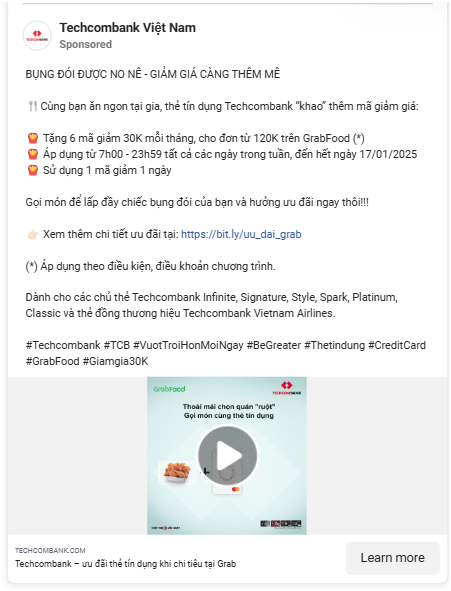 Techcombank Việt Nam
Sponsored
BỤNG ĐÓI ĐƯỢC NO NÊ - GIẢM GIÁ CÀNG THÊM MÊ
🍴 Cùng bạn ăn ngon tại gia, thẻ tín dụng Techcombank “khao” thêm mã giảm giá:
🍟 Tặng 6 mã giảm 30K mỗi tháng, cho đơn từ 120K trên GrabFood (*)
🍟 Áp dụng từ 7h00 - 23h59 tất cả các ngày trong tuần, đến hết ngày 17/01/2025
🍟 Sử dụng 1 mã giảm 1 ngày
Gọi món để lấp đầy chiếc bụng đói của bạn và hưởng ưu đãi ngay thôi!!!
👉🏻 Xem thêm chi tiết ưu đãi tại: https://bit.ly/uu_dai_grab
(*) Áp dụng theo điều kiện, điều khoản chương trình.
Dành cho các chủ thẻ Techcombank Infinite, Signature, Style, Spark, Platinum,
Classic và thẻ đồng thương hiệu Techcombank Vietnam Airlines.
#Techcombank #TCB #VuotTroiHonMoiNgay #BeGreater #Thetindung #CreditCard
#GrabFood #Giamgia30K
GrabFood
TECHCOMBANK
Thoải mái chọn quán "ruột"
Gọi món cùng thẻ tín dụng
TECHCOMBANK.COM
Techcombank – ưu đãi thẻ tín dụng khi chi tiêu tại Grab
Learn more